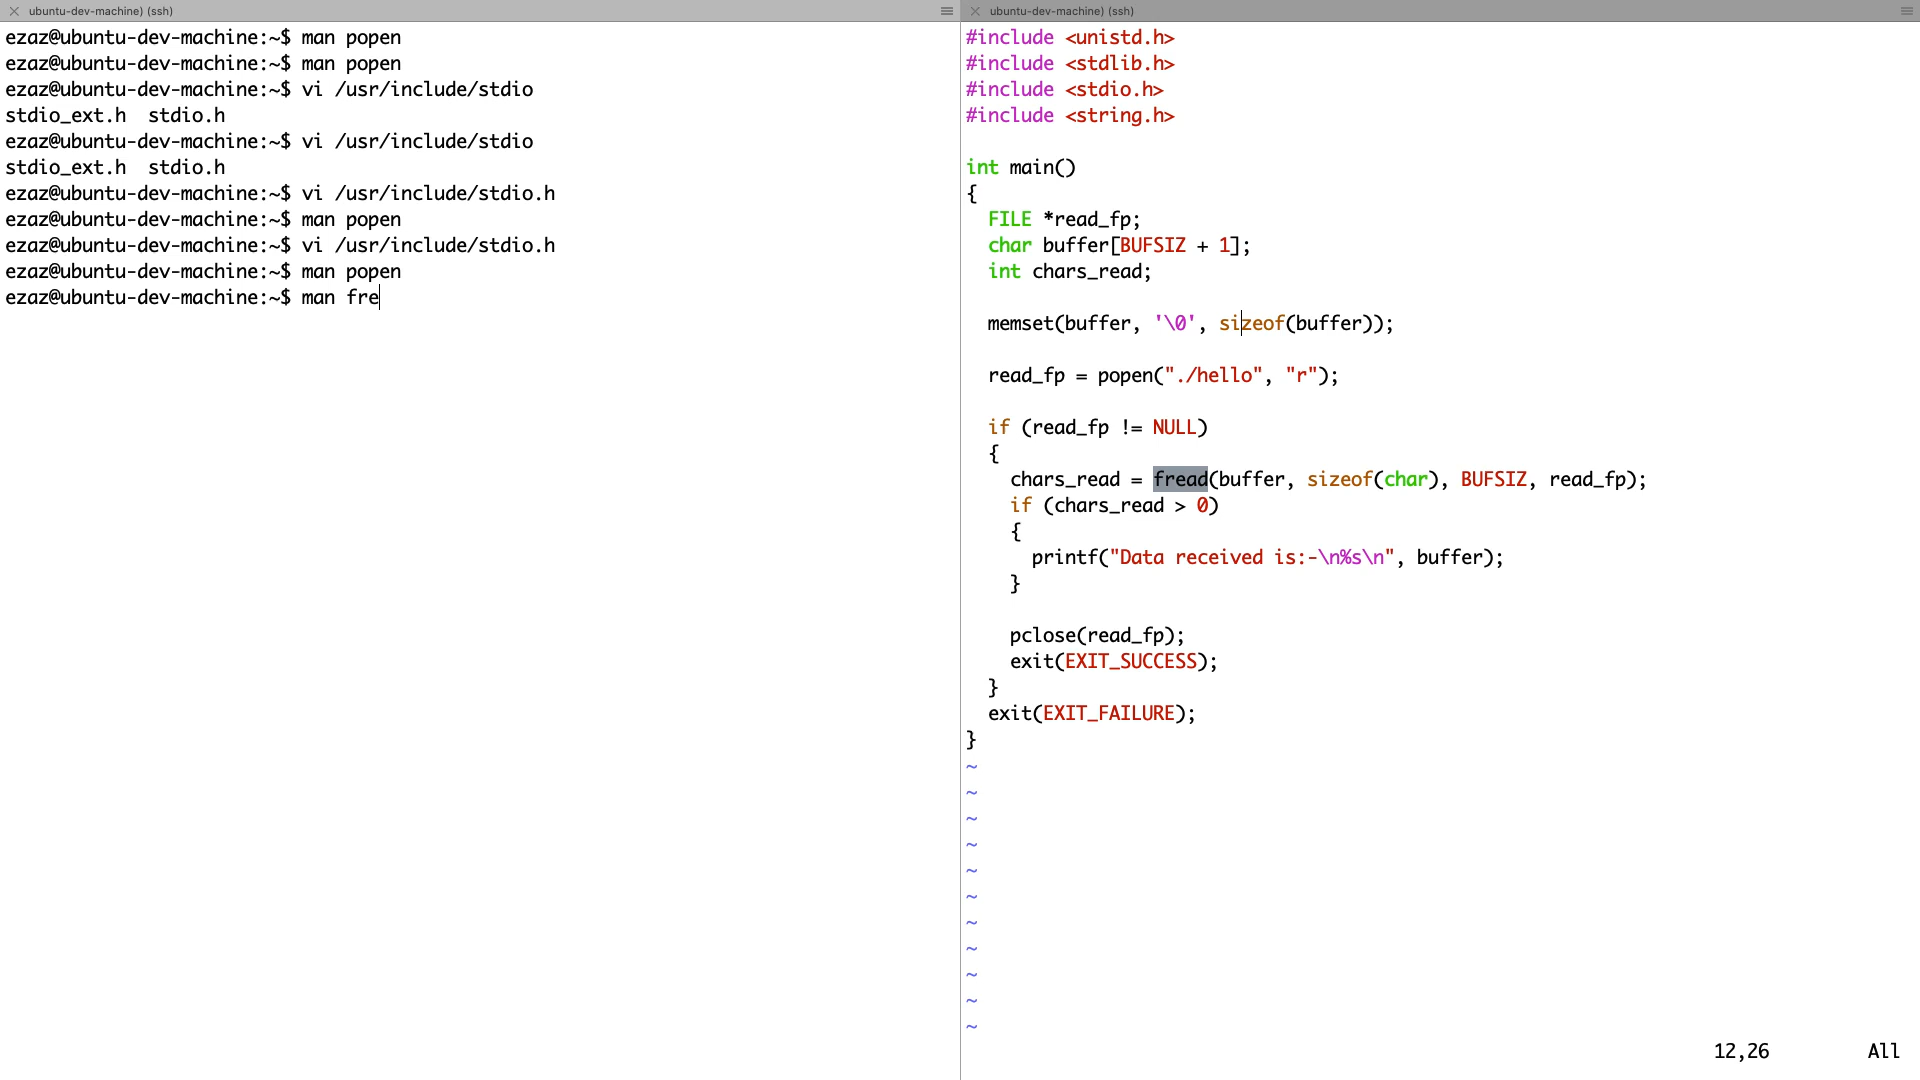 ubuntu-dev-machine) (ssh)
ezaz@ubuntu-dev-machine:~$ man popen
ezaz@ubuntu-dev-machine:~$ man popen
ezaz@ubuntu-dev-machine:~$ vi /usr/include/stdio
stdio_ext.h  stdio.h
ezaz@ubuntu-dev-machine:~$ vi /usr/include/stdio
stdio_ext.h  stdio.h
ezaz@ubuntu-dev-machine:~$ vi /usr/include/stdio.h
ezaz@ubuntu-dev-machine:~$ man popen
ezaz@ubuntu-dev-machine:~$ vi /usr/include/stdio.h
ezaz@ubuntu-dev-machine:~$ man popen
ezaz@ubuntu-dev-machine:~$ man fre
ubuntu-dev-machine) (ssh)
#include <unistd.h>
#include <stdlib.h>
#include <stdio.h>
#include <string.h>
int main()
{
  FILE *read_fp;
  char buffer[BUFSIZ + 1];
  int chars_read;
  memset(buffer, '\0', sizeof(buffer));
  read_fp = popen("./hello", "r");
  if (read_fp != NULL)
  {
    chars_read = fread(buffer, sizeof(char), BUFSIZ, read_fp);
    if (chars_read > 0)
    {
      printf("Data received is:-\n%s\n", buffer);
    }
    pclose(read_fp);
    exit(EXIT_SUCCESS);
  }
  exit(EXIT_FAILURE);
}
~
~
~
~
~
~
~
~
~
~
~
12,26 All